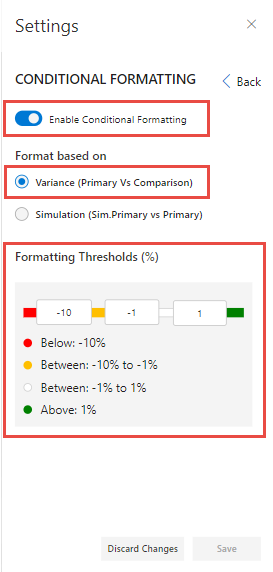 Settings
CONDITIONAL FORMATTING
Back
Enable Conditional Formatting
Format based on
Variance (Primary Vs Comparison)
Simulation (Sim.Primary vs Primary)
Formatting Thresholds (%)
-10 -1 1
Below: -10%
Between: -10% to -1%
Between: -1% to 1%
Above: 1%
Discard Changes Save